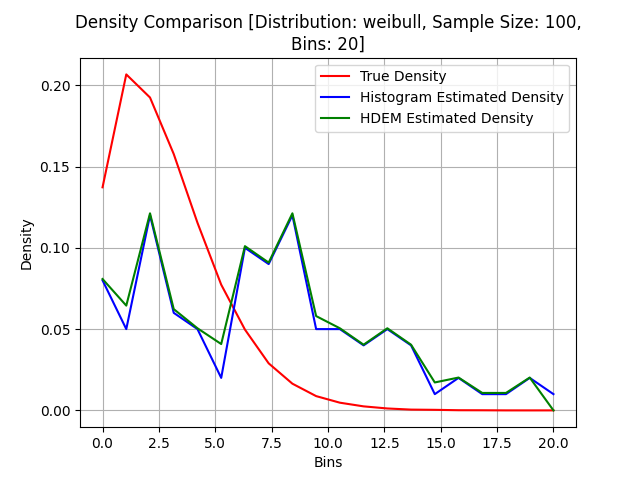 Density Comparison [Distribution: weibull, Sample Size: 100,
Bins: 20]
True Density
Histogram Estimated Density
HDEM Estimated Density
Density
0.20
0.15
0.10
0.05
0.00
0.0 2.5 5.0 7.5 10.0 12.5 15.0 17.5 20.0
Bins